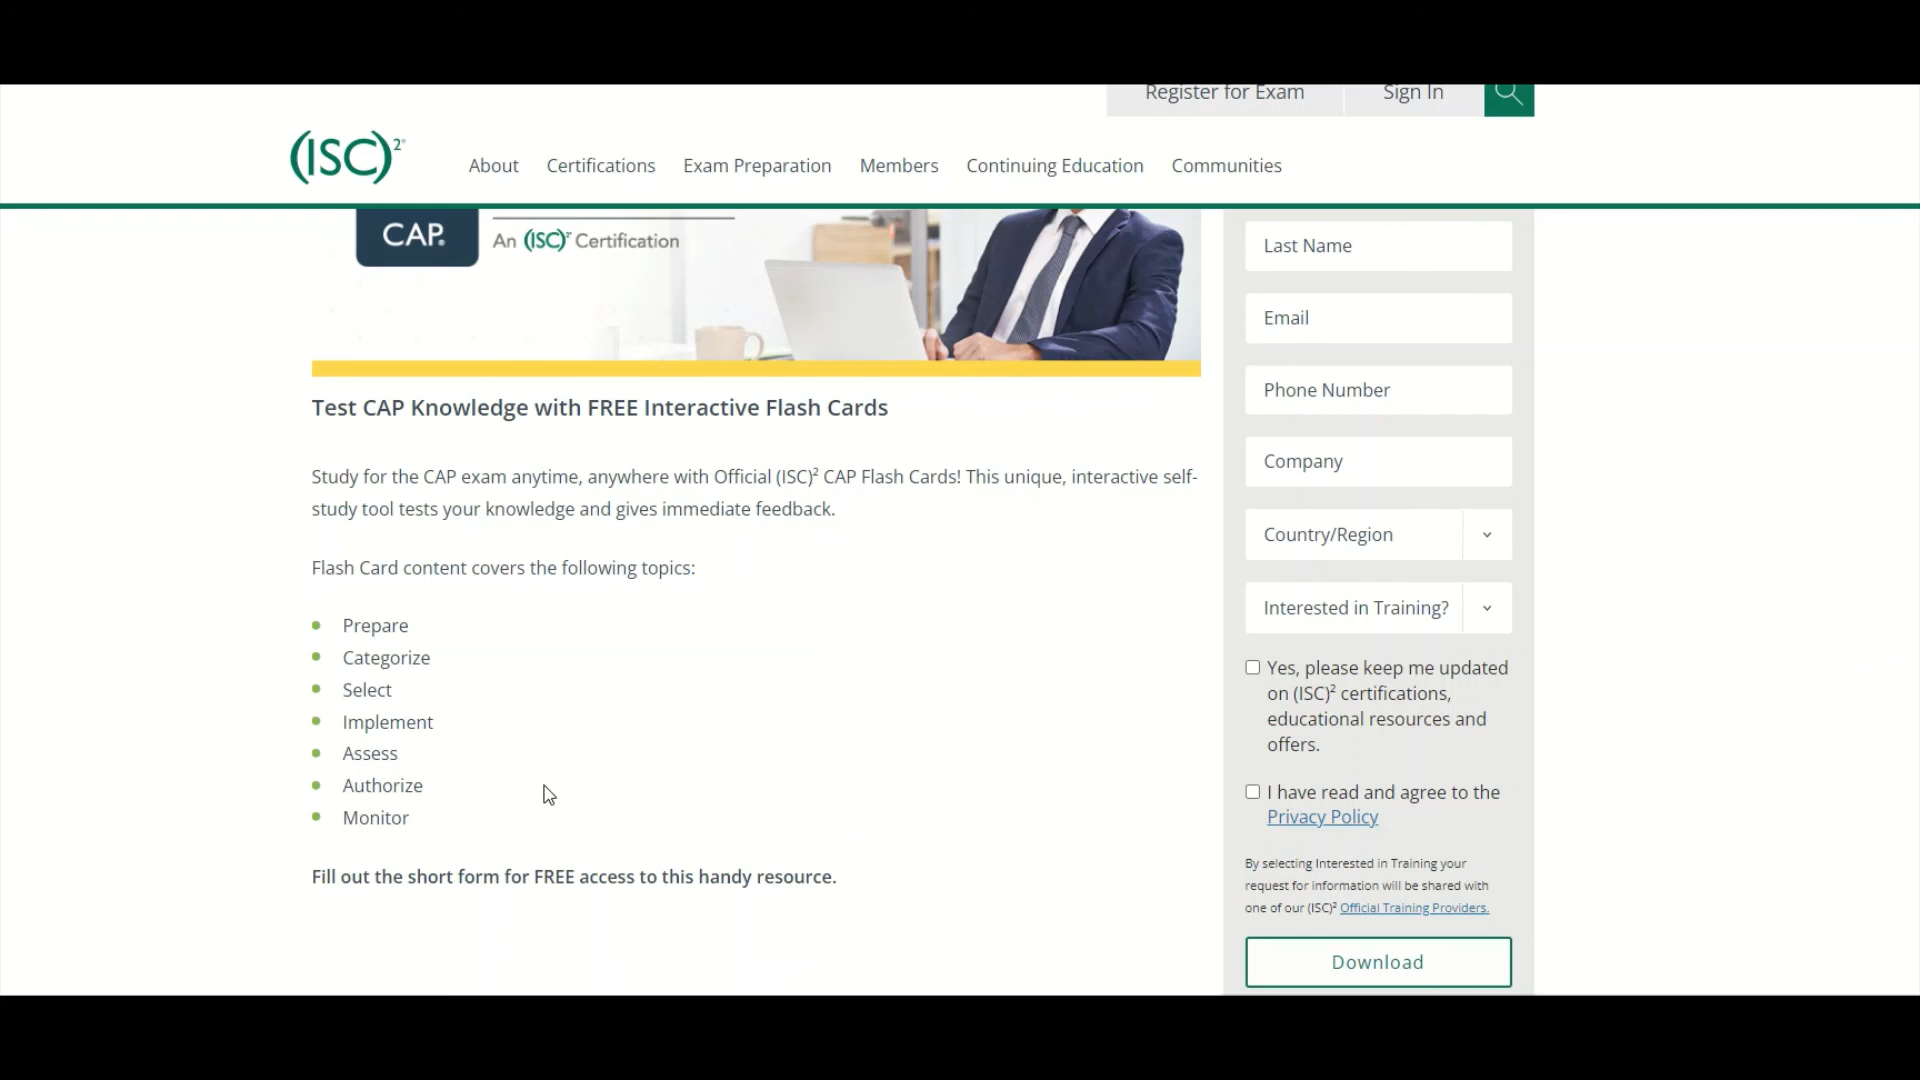 Register for Exam
Sign In
(ISC)²®
About
Certifications
Exam Preparation
Members
Continuing Education
Communities
CAP®
An (ISC)²® Certification
Test CAP Knowledge with FREE Interactive Flash Cards
Study for the CAP exam anytime, anywhere with Official (ISC)² CAP Flash Cards! This unique, interactive self-
study tool tests your knowledge and gives immediate feedback.
Flash Card content covers the following topics:
Prepare
Categorize
Select
Implement
Assess
Authorize
Monitor
Fill out the short form for FREE access to this handy resource.
Last Name
Email
Phone Number
Company
Country/Region
Interested in Training?
Yes, please keep me updated
on (ISC)² certifications,
educational resources and
offers.
I have read and agree to the
Privacy Policy
By selecting Interested in Training your
request for information will be shared with
one of our (ISC)² Official Training Providers.
Download